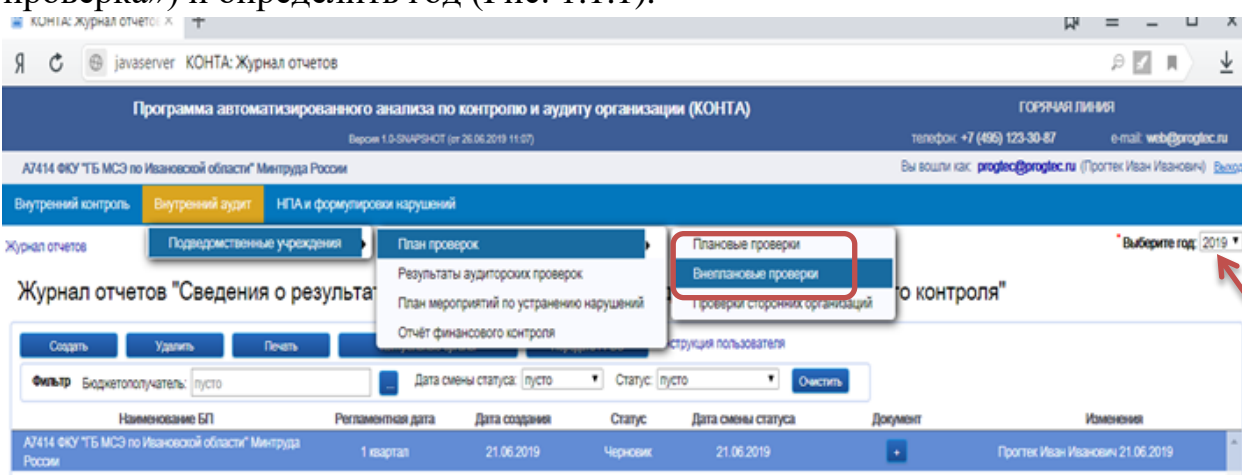 проверка») и определить год (Рис. 1.1.1).
КОНТА: Журнал отчетов
javaserver КОНТА: Журнал отчетов
Программа автоматизированного анализа по контролю и аудиту организации (КОНТА)
ГОРЯЧАЯ ЛИНИЯ
Версия 1.0-SNAPSHOT (от 26.06.2019 11:07)
телефон: +7 (495) 123-30-87 e-mail: web@progtec.ru
А7414 ФКУ "ГБ МСЭ по Ивановской области" Минтруда России
Вы вошли как: progtec@progtec.ru (Прогтек Иван Иванович) Выход
Внутренний контроль Внутренний аудит НПА и формулировки нарушений
Журнал отчетов
Подведомственные учреждения План проверок Плановые проверки
* Выберите год: 2019
Результаты аудиторских проверок Внеплановые проверки
Журнал отчетов "Сведения о результат
го контроля"
План мероприятий по устранению нарушений Проверки сторонних организаций
Отчёт финансового контроля
Создать Удалить Печать
струкция пользователя
Фильтр Бюджетополучатель: пусто ... Дата смены статуса: пусто Статус: пусто Очистить
Наименование БП Регламентная дата Дата создания Статус Дата смены статуса Документ Изменения
А7414 ФКУ "ГБ МСЭ по Ивановской области" Минтруда
России
1 квартал 21.06.2019 Черновик 21.06.2019 + Прогтек Иван Иванович 21.06.2019